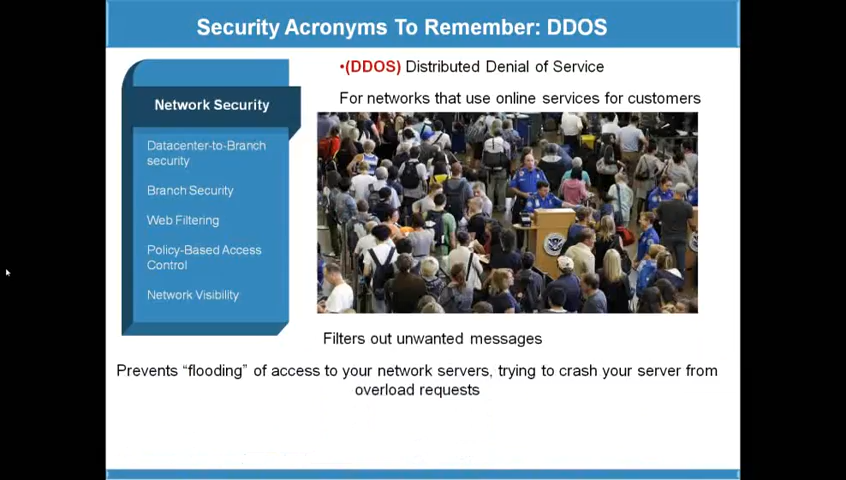 Security Acronyms To Remember: DDOS
Network Security
Datacenter-to-Branch
security
Branch Security
Web Filtering
Policy-Based Access
Control
Network Visibility
•(DDOS) Distributed Denial of Service
For networks that use online services for customers
Filters out unwanted messages
Prevents “flooding” of access to your network servers, trying to crash your server from
overload requests